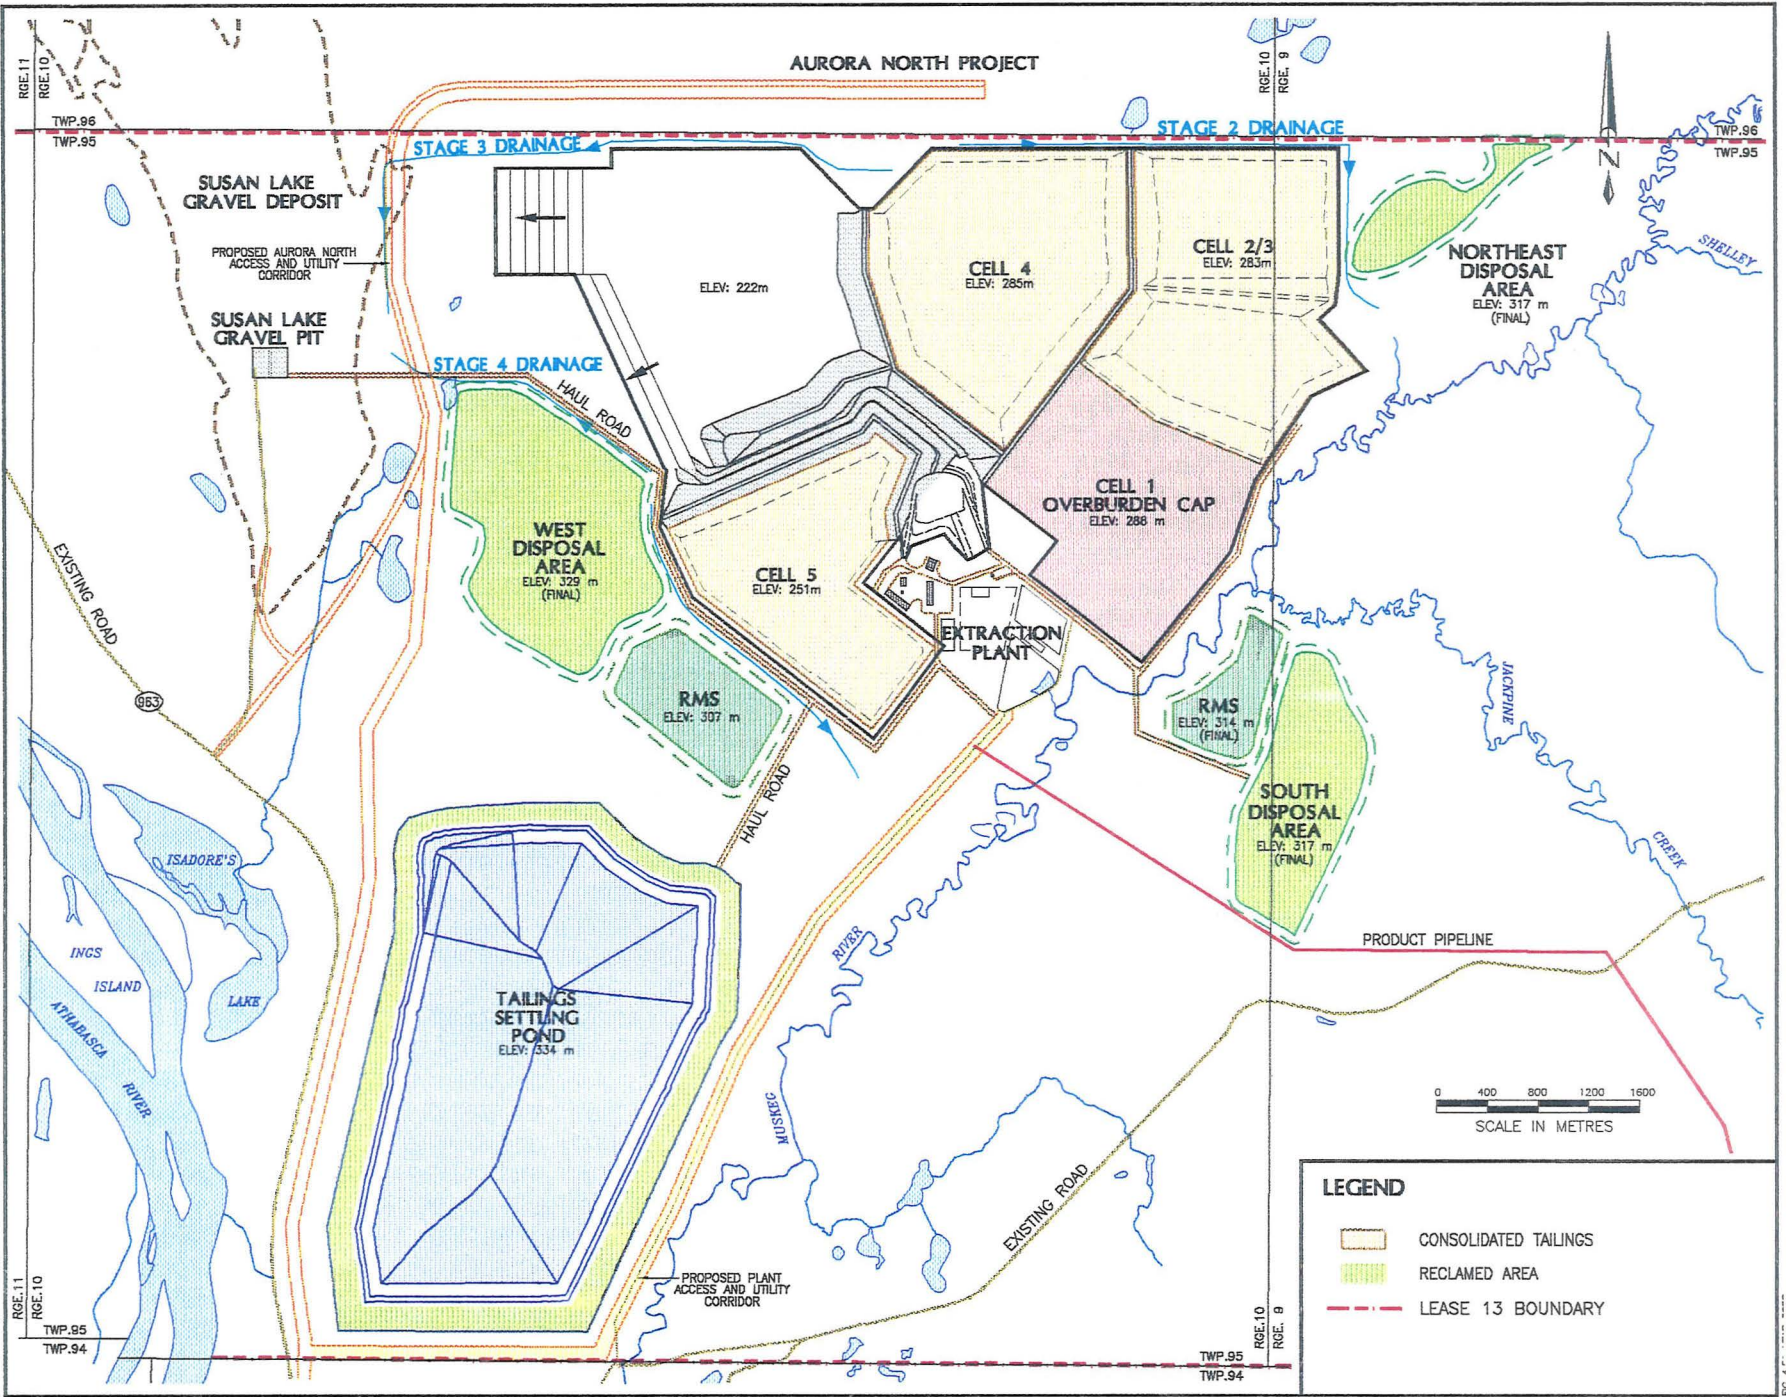 AURORA NORTH PROJECT
RGE.11
RGE.10
RGE.10
RGE. 9
TWP.96
TWP.95
STAGE 3 DRAINAGE
STAGE 2 DRAINAGE
TWP.96
TWP.95
N
SUSAN LAKE
GRAVEL DEPOSIT
PROPOSED AURORA NORTH
ACCESS AND UTILITY
CORRIDOR
SUSAN LAKE
GRAVEL PIT
ELEV: 222m
CELL 4
ELEV: 285m
CELL 2/3
ELEV: 283m
NORTHEAST
DISPOSAL
AREA
ELEV: 317 m
(FINAL)
SHELLEY
STAGE 4 DRAINAGE
HAUL ROAD
CELL 1
OVERBURDEN CAP
ELEV: 288 m
WEST
DISPOSAL
AREA
ELEV: 329 m
(FINAL)
CELL 5
ELEV: 251m
EXISTING ROAD
963
EXTRACTION
PLANT
RMS
ELEV: 307 m
RMS
ELEV: 314 m
(FINAL)
JACKPINE
CREEK
SOUTH
DISPOSAL
AREA
ELEV: 317 m
(FINAL)
HAUL ROAD
ISADORE'S
LAKE
INGS
ISLAND
ATHABASCA
RIVER
RIVER
MUSKEG
PRODUCT PIPELINE
TAILINGS
SETTLING
POND
ELEV: 334 m
0 400 800 1200 1600
SCALE IN METRES
EXISTING ROAD
PROPOSED PLANT
ACCESS AND UTILITY
CORRIDOR
LEGEND
CONSOLIDATED TAILINGS
RECLAMED AREA
LEASE 13 BOUNDARY
RGE.11
RGE.10
TWP.95
TWP.94
RGE.10
RGE. 9
TWP.95
TWP.94